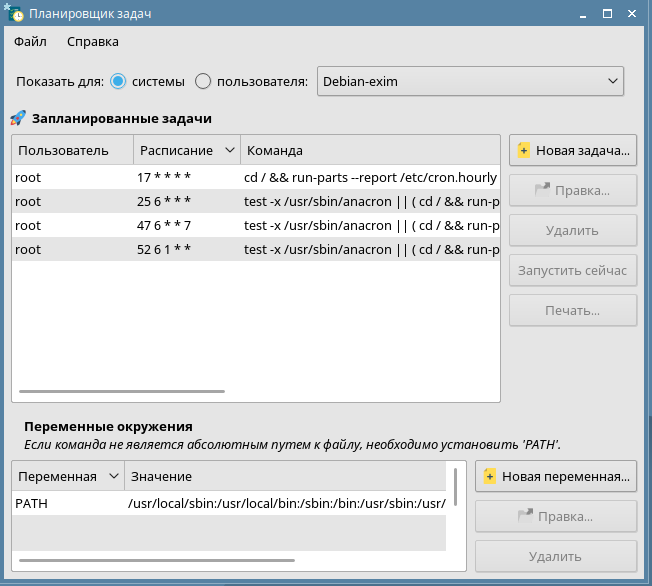 Планировщик задач
Файл Справка
Показать для: системы пользователя: Debian-exim
Запланированные задачи
Пользователь Расписание Команда
root 17 * * * * cd / && run-parts --report /etc/cron.hourly
root 25 6 * * * test -x /usr/sbin/anacron || ( cd / && run-p
root 47 6 * * 7 test -x /usr/sbin/anacron || ( cd / && run-p
root 52 6 1 * * test -x /usr/sbin/anacron || ( cd / && run-p
Новая задача...
Правка...
Удалить
Запустить сейчас
Печать...
Переменные окружения
Если команда не является абсолютным путем к файлу, необходимо установить 'PATH'.
Переменная Значение
PATH /usr/local/sbin:/usr/local/bin:/sbin:/bin:/usr/sbin:/usr/
Новая переменная...
Правка...
Удалить